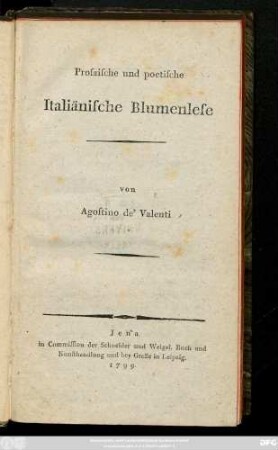 Prosaische und poetische
Italiänische Blumenlese
von
Agostino de' Valenti
Jena
in Commission der Schneider und Weigel. Buch und
Kunsthandlung und bey Gräffe in Leipzig.
1799.